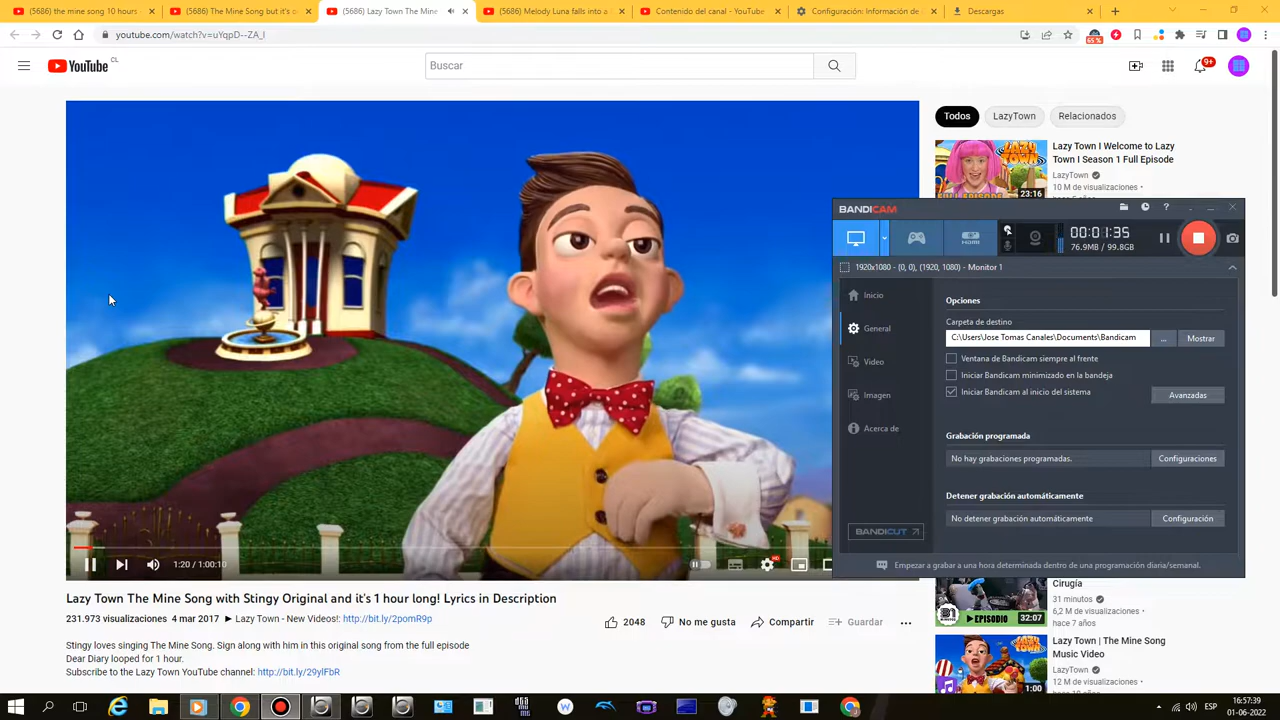 (5686) the mine song 10 hours
(5686) The Mine Song but it's o
(5686) Lazy Town The Mine
(5686) Melody Luna falls into a
Contenido del canal - YouTube
Configuración: Información de l
Descargas
youtube.com/watch?v=uYqpD--ZA_I
65 %
YouTube CL
Buscar
9+
Todos
LazyTown
Relacionados
Lazy Town I Welcome to Lazy
Town I Season 1 Full Episode
LazyTown
10 M de visualizaciones •
23:16
BANDICAM
HDMI
00:01:35
76.9MB / 99.8GB
1920x1080 - (0, 0), (1920, 1080) - Monitor 1
Inicio
General
Video
Imagen
Acerca de
BANDICUT
Opciones
Carpeta de destino
C:\Users\Jose Tomas Canales\Documents\Bandicam
...
Mostrar
Ventana de Bandicam siempre al frente
Iniciar Bandicam minimizado en la bandeja
Iniciar Bandicam al inicio del sistema
Avanzadas
Grabación programada
No hay grabaciones programadas.
Configuraciones
Detener grabación automáticamente
No detener grabación automáticamente
Configuración
Empezar a grabar a una hora determinada dentro de una programación diaria/semanal.
1:20 / 1:00:10
HD
Lazy Town The Mine Song with Stingy Original and it's 1 hour long! Lyrics in Description
231.973 visualizaciones 4 mar 2017 ► Lazy Town - New Videos!: http://bit.ly/2pomR9p
2048
No me gusta
Compartir
Guardar
Stingy loves singing The Mine Song. Sign along with him in this original song from the full episode
Dear Diary looped for 1 hour.
Subscribe to the Lazy Town YouTube channel: http://bit.ly/29ylFbR
Cirugía
31 minutos
6,2 M de visualizaciones •
hace 7 años
31
EPISODIO
32:07
Lazy Town | The Mine Song
Music Video
LazyTown
12 M de visualizaciones •
1:00
ESP
16:57:39
01-06-2022